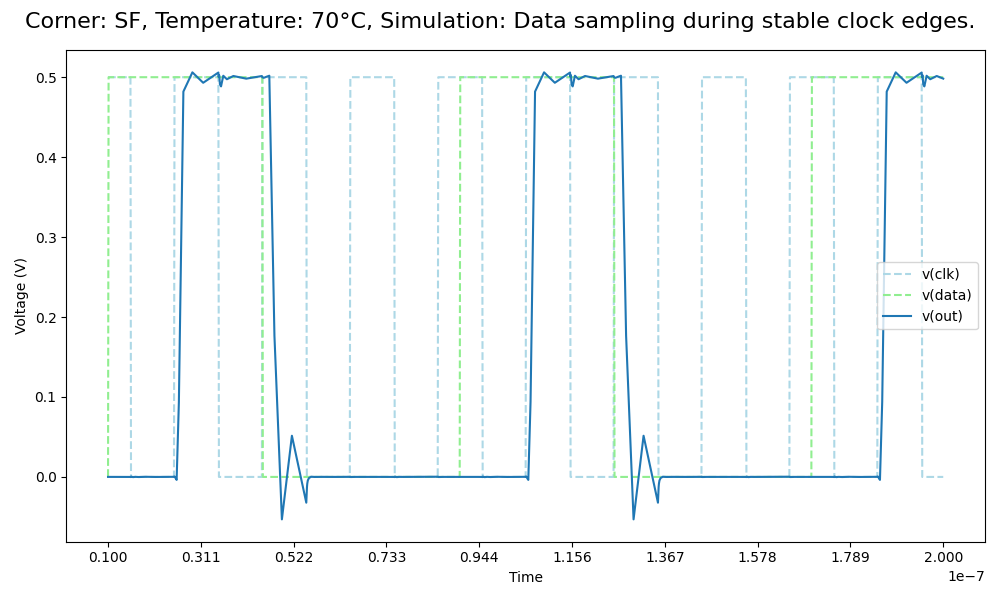 Corner: SF, Temperature: 70°C, Simulation: Data sampling during stable clock edges.
Voltage (V)
0.5
0.4
0.3
0.2
0.1
0.0
v(clk)
v(data)
v(out)
0.100 0.311 0.522 0.733 0.944 1.156 1.367 1.578 1.789 2.000
1e−7
Time